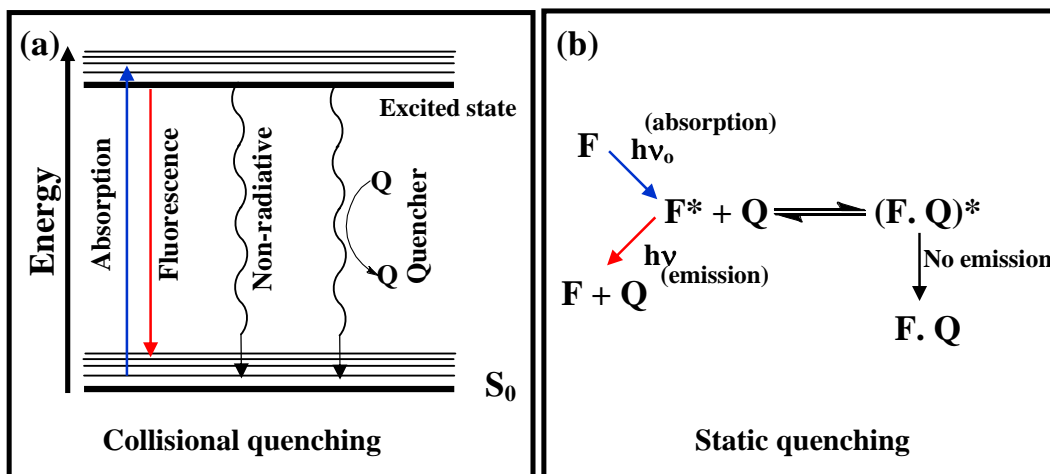 (a)
Energy
Absorption
Fluorescence
Non-radiative
Excited state
Q
Q
Quencher
S₀
Collisional quenching
(b)
F
(absorption)
hνₒ
F* + Q
(F. Q)*
hν
(emission)
F + Q
No emission
F. Q
Static quenching